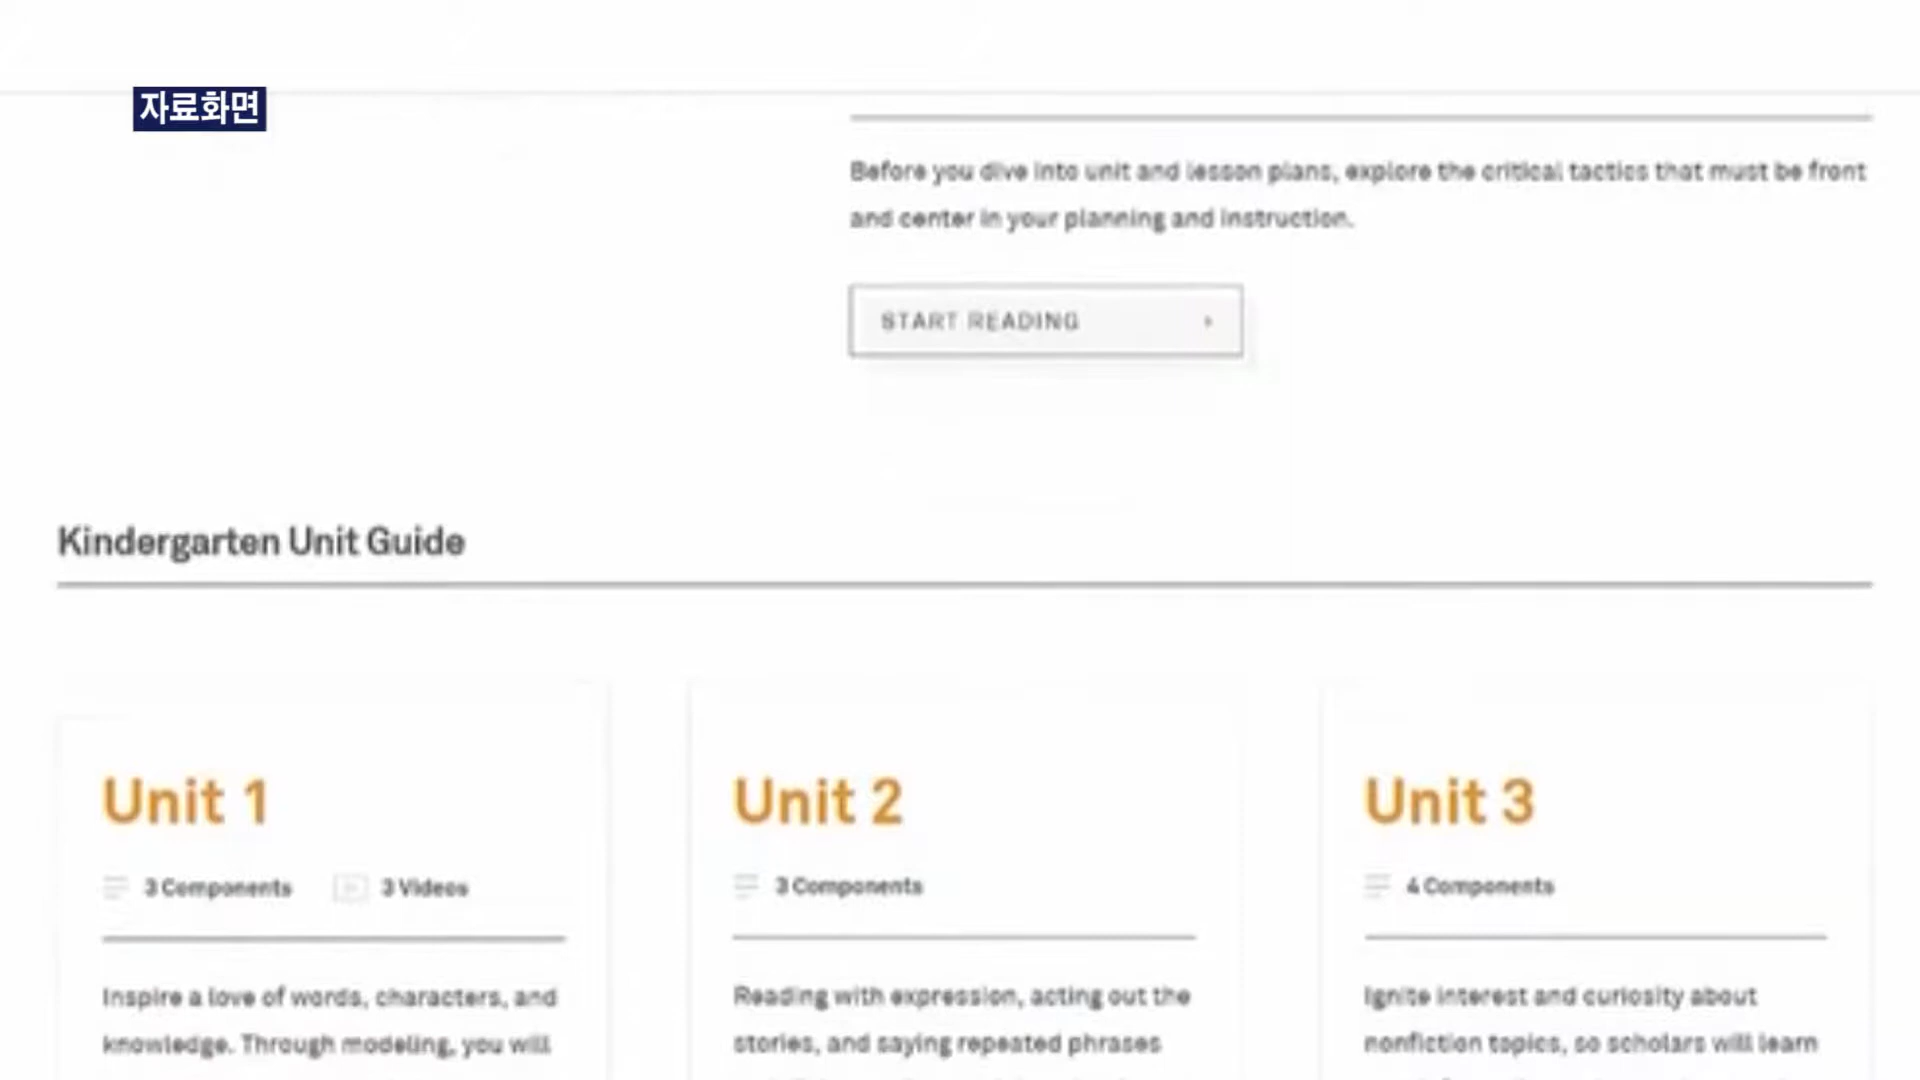 자료화면
Before you dive into unit and lesson plans, explore the critical tactics that must be front
and center in your planning and instruction.
START READING
Kindergarten Unit Guide
Unit 1
3 Components 3 Videos
Inspire a love of words, characters, and
knowledge. Through modeling, you will
Unit 2
3 Components
Reading with expression, acting out the
stories, and saying repeated phrases
Unit 3
4 Components
Ignite interest and curiosity about
nonfiction topics, so scholars will learn